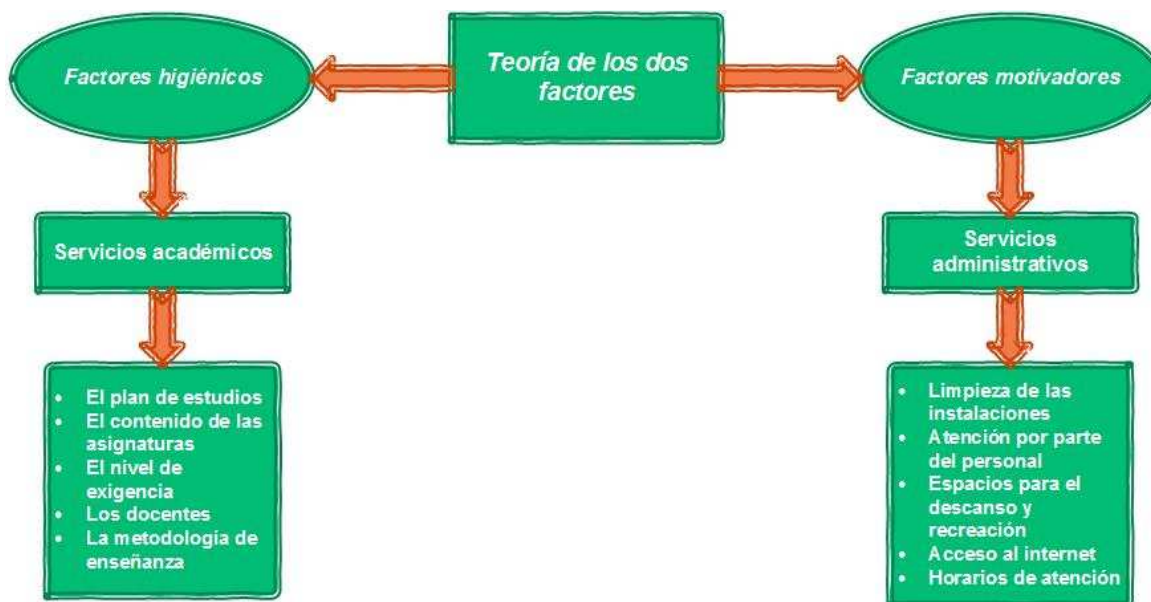 Teoría de los dos
factores
Factores higiénicos
Factores motivadores
Servicios académicos
Servicios
administrativos
• El plan de estudios
• El contenido de las
asignaturas
• El nivel de
exigencia
• Los docentes
• La metodología de
enseñanza
• Limpieza de las
instalaciones
• Atención por parte
del personal
• Espacios para el
descanso y
recreación
• Acceso al internet
• Horarios de atención